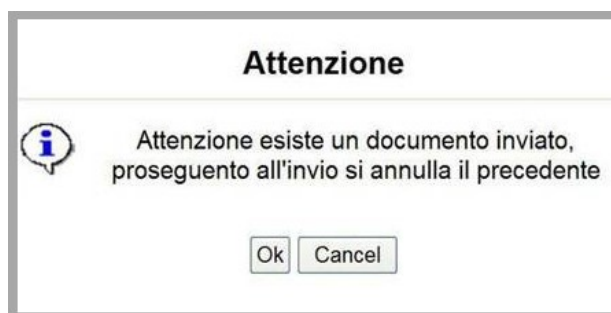 Attenzione
Attenzione esiste un documento inviato,
proseguento all'invio si annulla il precedente
Ok Cancel